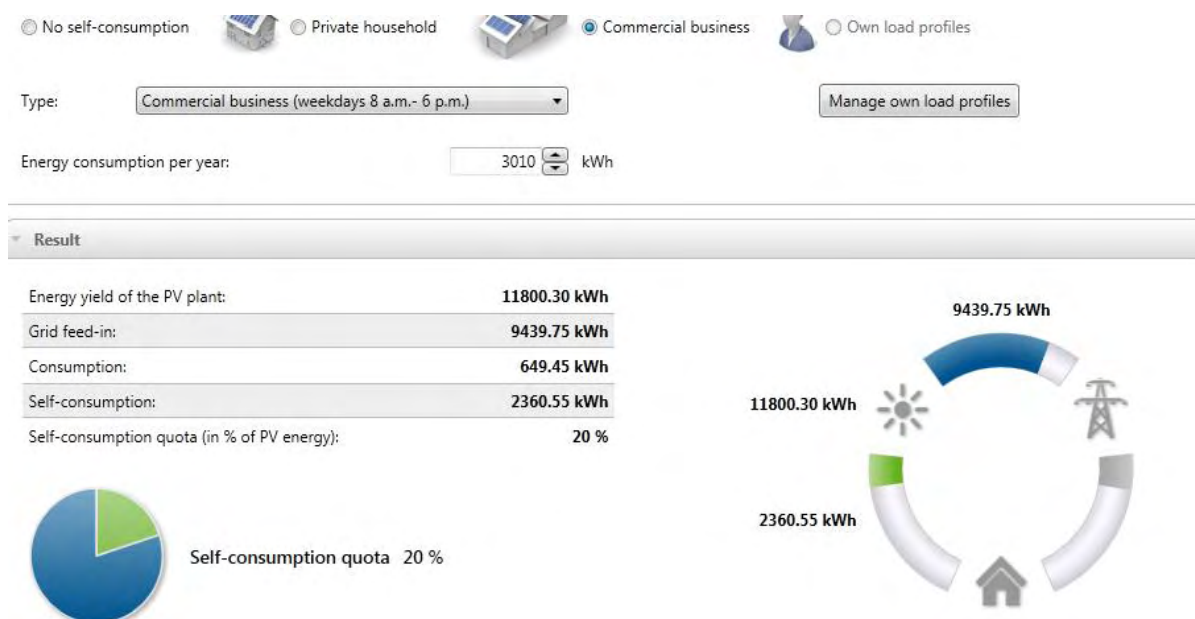 No self-consumption Private household Commercial business Own load profiles
Type: Commercial business (weekdays 8 a.m.- 6 p.m.) Manage own load profiles
Energy consumption per year: 3010 kWh
Result
Energy yield of the PV plant: 11800.30 kWh
Grid feed-in: 9439.75 kWh
Consumption: 649.45 kWh
Self-consumption: 2360.55 kWh
Self-consumption quota (in % of PV energy): 20 %
Self-consumption quota 20 %
9439.75 kWh
11800.30 kWh
2360.55 kWh